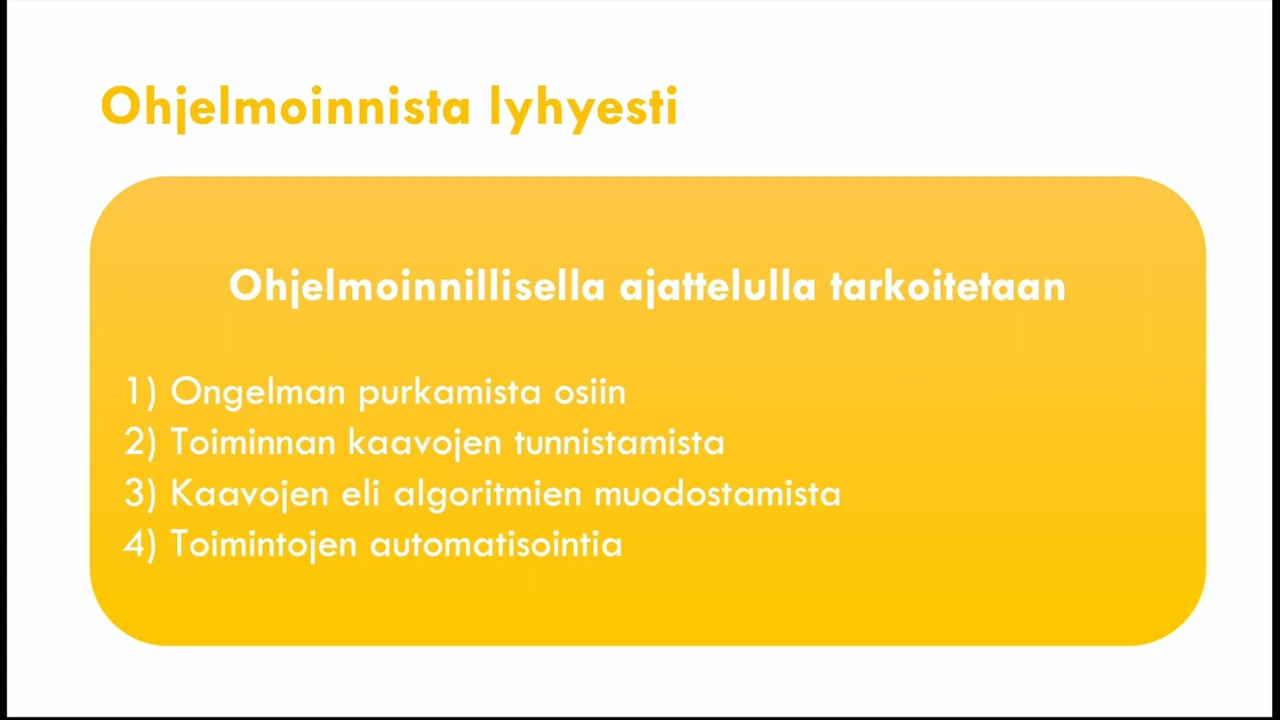 Ohjelmoinnista lyhyesti
Ohjelmoinnillisella ajattelulla tarkoitetaan
1) Ongelman purkamista osiin
2) Toiminnan kaavojen tunnistamista
3) Kaavojen eli algoritmien muodostamista
4) Toimintojen automatisointia